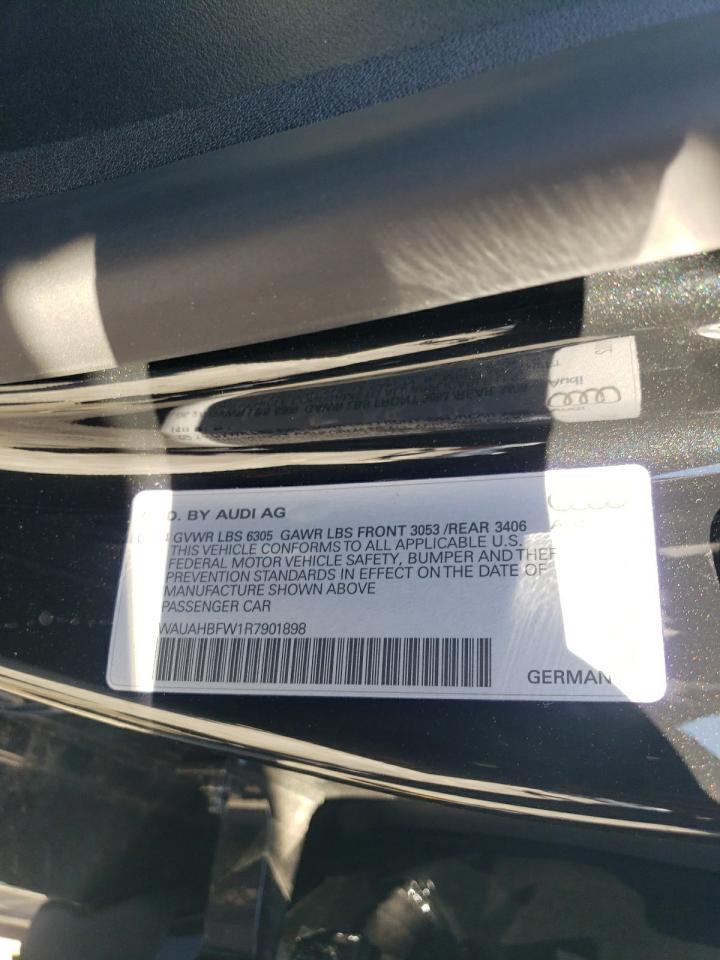 BY AUDI AG
GVWR LBS 6305 GAWR LBS FRONT 3053 /REAR 3406
THIS VEHICLE CONFORMS TO ALL APPLICABLE U.S.
FEDERAL MOTOR VEHICLE SAFETY, BUMPER AND
PREVENTION STANDARDS IN EFFECT ON THE DATE OF
MANUFACTURE SHOWN ABOVE
PASSENGER CAR
WAUAHBFW1R7901898
GERMAN